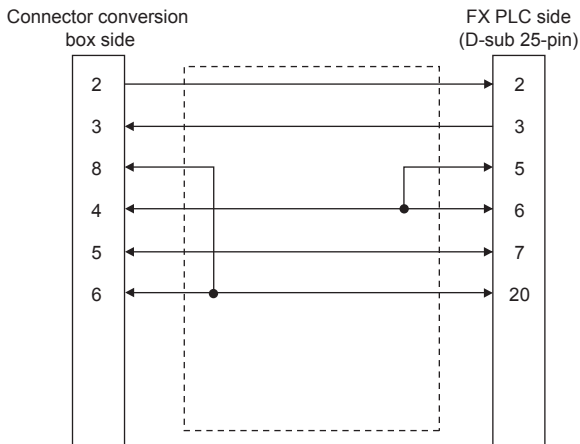 Connector conversion
box side
FX PLC side
(D-sub 25-pin)
2 2
3 3
8 5
4 6
5 7
6 20